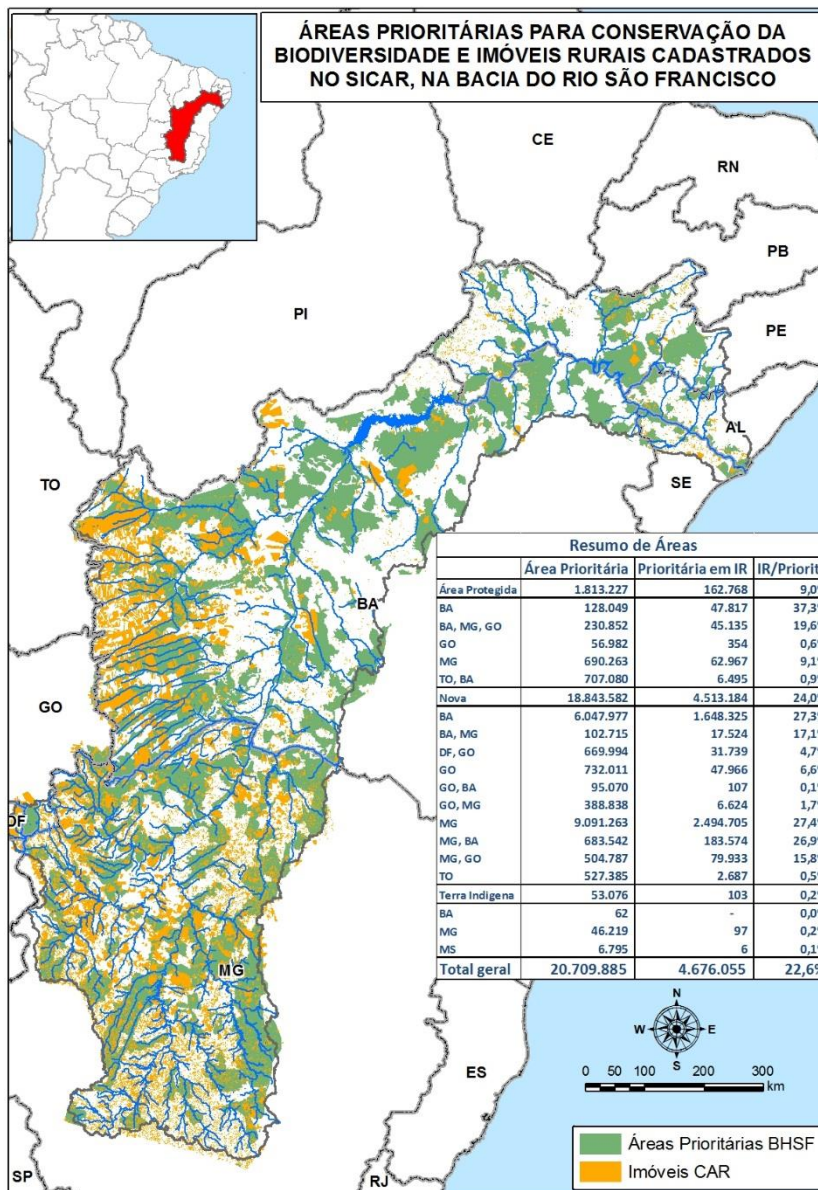 ÁREAS PRIORITÁRIAS PARA CONSERVAÇÃO DA
BIODIVERSIDADE E IMÓVEIS RURAIS CADASTRADOS
NO SICAR, NA BACIA DO RIO SÃO FRANCISCO
CE
RN
PB
PI
PE
AL
TO
SE
BA
GO
DF
MG
ES
SP
RJ
Resumo de Áreas
Área Prioritária Prioritária em IR IR/Priorit
Área Protegida 1.813.227 162.768 9,0%
BA 128.049 47.817 37,3%
BA, MG, GO 230.852 45.135 19,6%
GO 56.982 354 0,6%
MG 690.263 62.967 9,1%
TO, BA 707.080 6.495 0,9%
Nova 18.843.582 4.513.184 24,0%
BA 6.047.977 1.648.325 27,3%
BA, MG 102.715 17.524 17,1%
DF, GO 669.994 31.739 4,7%
GO 732.011 47.966 6,6%
GO, BA 95.070 107 0,1%
GO, MG 388.838 6.624 1,7%
MG 9.091.263 2.494.705 27,4%
MG, BA 683.542 183.574 26,9%
MG, GO 504.787 79.933 15,8%
TO 527.385 2.687 0,5%
Terra Indigena 53.076 103 0,2%
BA 62 - 0,0%
MG 46.219 97 0,2%
MS 6.795 6 0,1%
Total geral 20.709.885 4.676.055 22,6%
N
W E
S
0 50 100 200 300
km
Áreas Prioritárias BHSF
Imóveis CAR